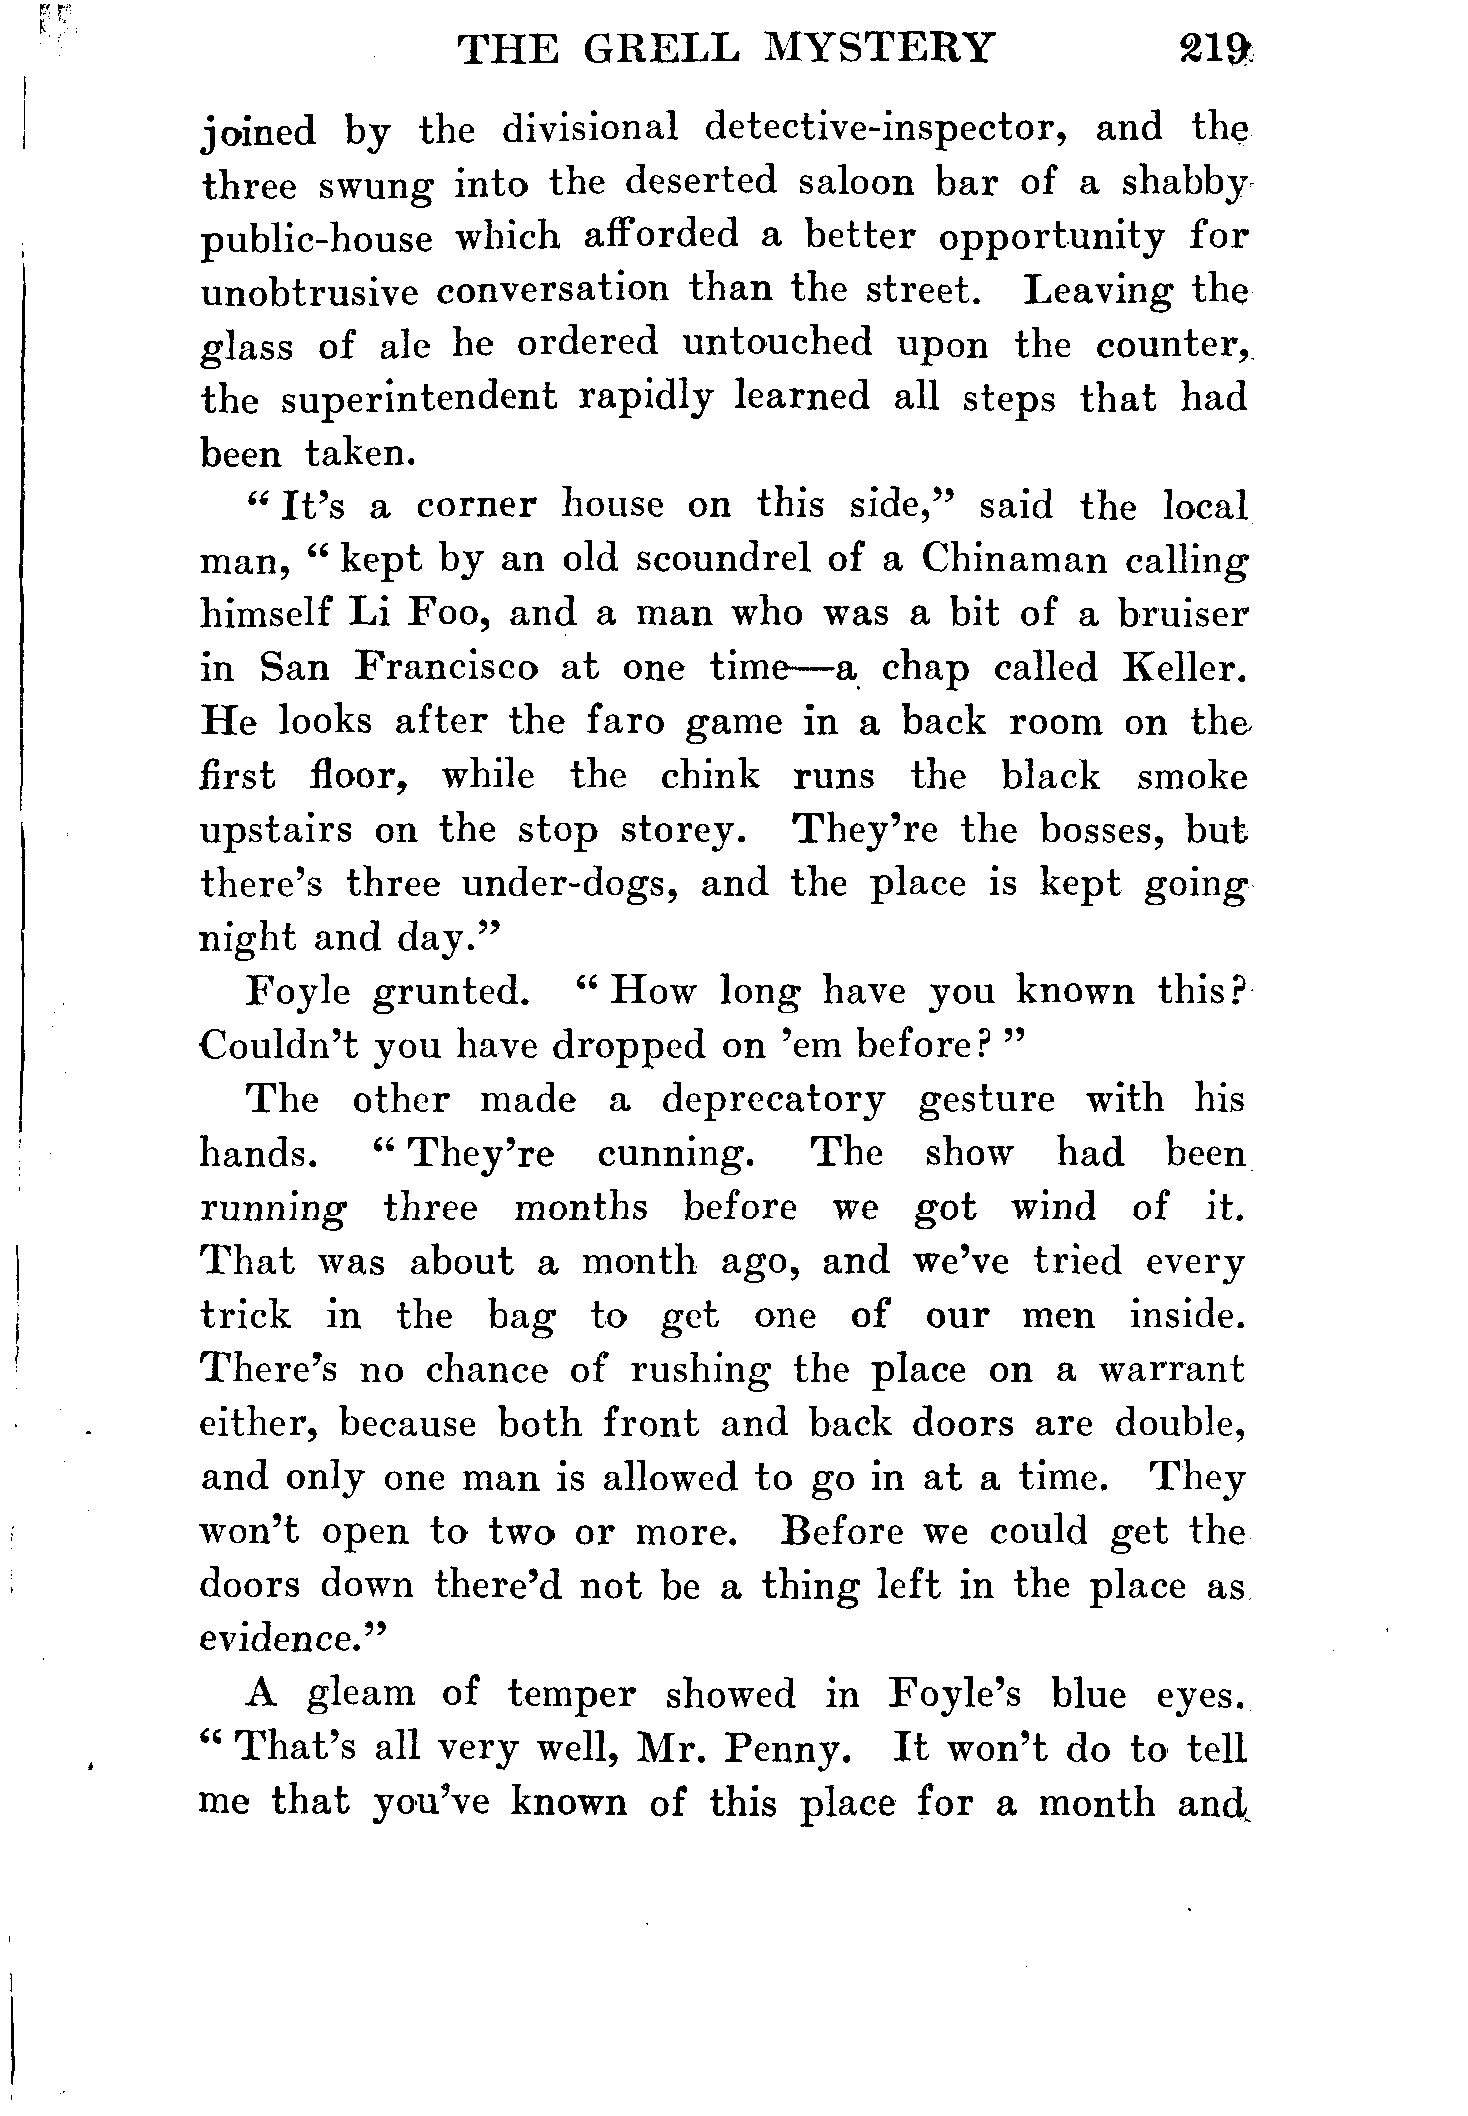 THE GRELL MYSTERY 219
joined by the divisional detective-inspector, and the
three swung into the deserted saloon bar of a shabby
public-house which afforded a better opportunity for
unobtrusive conversation than the street. Leaving the
glass of ale he ordered untouched upon the counter,
the superintendent rapidly learned all steps that had
been taken.
“ It’s a corner house on this side,” said the local
man, “ kept by an old scoundrel of a Chinaman calling
himself Li Foo, and a man who was a bit of a bruiser
in San Francisco at one time—a chap called Keller.
He looks after the faro game in a back room on the
first floor, while the chink runs the black smoke
upstairs on the stop storey. They’re the bosses, but
there’s three under-dogs, and the place is kept going
night and day.”
Foyle grunted. “ How long have you known this?
Couldn’t you have dropped on ’em before? ”
The other made a deprecatory gesture with his
hands. “ They’re cunning. The show had been
running three months before we got wind of it.
That was about a month ago, and we’ve tried every
trick in the bag to get one of our men inside.
There’s no chance of rushing the place on a warrant
either, because both front and back doors are double,
and only one man is allowed to go in at a time. They
won’t open to two or more. Before we could get the
doors down there’d not be a thing left in the place as
evidence.”
A gleam of temper showed in Foyle’s blue eyes.
“ That’s all very well, Mr. Penny. It won’t do to tell
me that you’ve known of this place for a month and